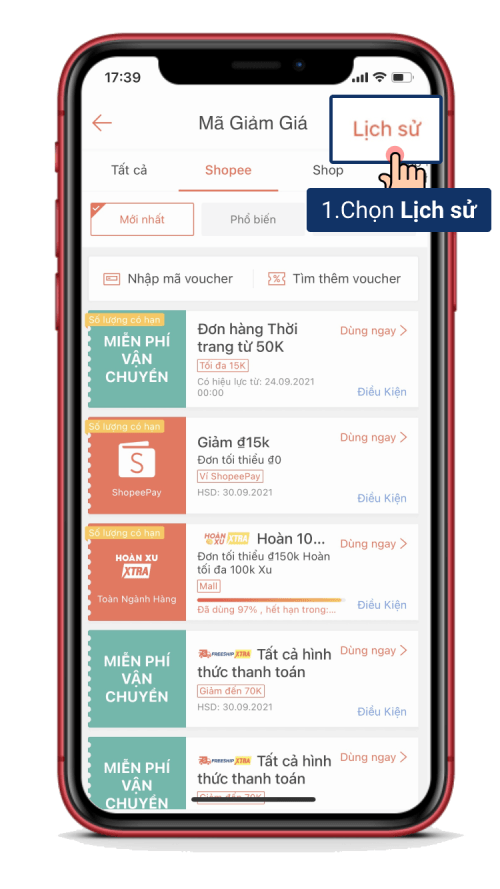 17:39
Mã Giảm Giá
Lịch sử
Tất cả
Shopee
Shop
1.Chọn Lịch sử
Mới nhất
Phổ biến
Nhập mã voucher
Tìm thêm voucher
Số lượng có hạn
MIỄN PHÍ
VẬN
CHUYỂN
Đơn hàng Thời
trang từ 50K
Tối đa 15K
Có hiệu lực từ: 24.09.2021
00:00
Dùng ngay >
Điều Kiện
Số lượng có hạn
ShopeePay
Giảm ₫15k
Đơn tối thiểu ₫0
Ví ShopeePay
HSD: 30.09.2021
Dùng ngay >
Điều Kiện
Số lượng có hạn
HOÀN XU
XTRA
Toàn Ngành Hàng
HOÀN XU XTRA Hoàn 10...
Đơn tối thiểu ₫150k Hoàn
tối đa 100k Xu
Mall
Đã dùng 97% , hết hạn trong:...
Dùng ngay >
Điều Kiện
MIỄN PHÍ
VẬN
CHUYỂN
FREESHIP XTRA Tất cả hình
thức thanh toán
Giảm đến 70K
HSD: 30.09.2021
Dùng ngay >
Điều Kiện
MIỄN PHÍ
VẬN
CHUYỂN
FREESHIP XTRA Tất cả hình
thức thanh toán
Giảm đến 70K
Dùng ngay >